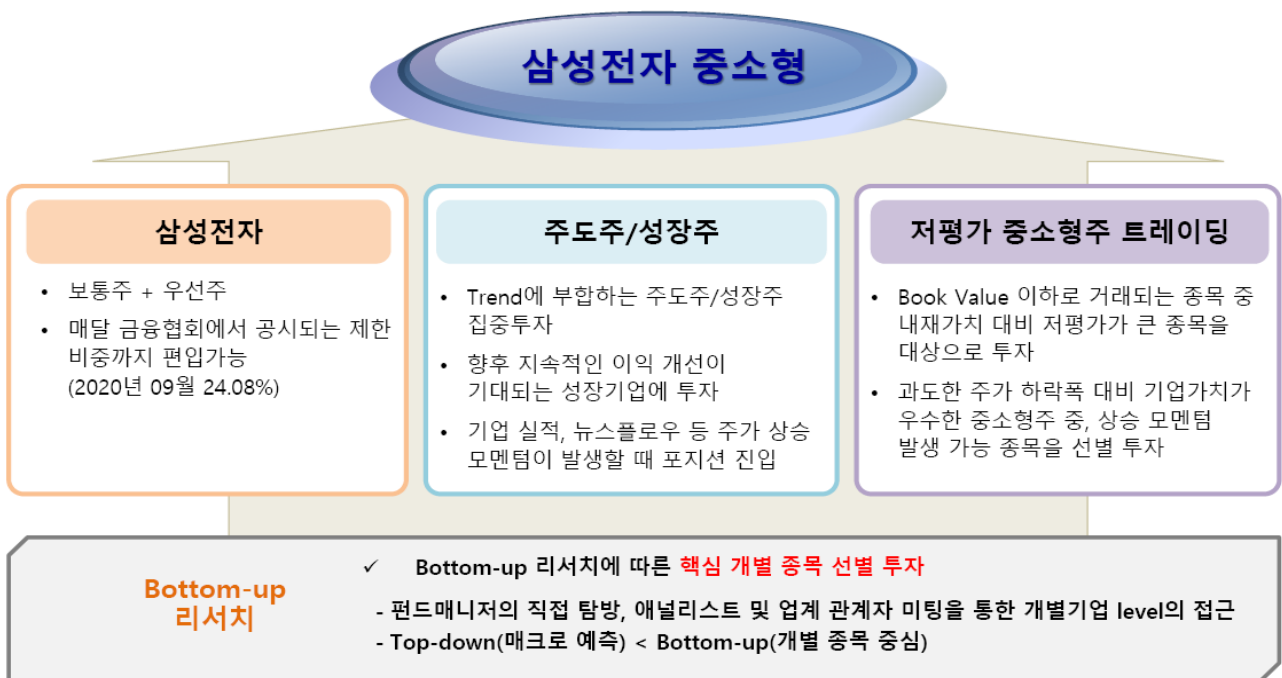 삼성전자 중소형
삼성전자
• 보통주 + 우선주
• 매달 금융협회에서 공시되는 제한
비중까지 편입가능
(2020년 09월 24.08%)
주도주/성장주
• Trend에 부합하는 주도주/성장주
집중투자
• 향후 지속적인 이익 개선이
기대되는 성장기업에 투자
• 기업 실적, 뉴스플로우 등 주가 상승
모멘텀이 발생할 때 포지션 진입
저평가 중소형주 트레이딩
• Book Value 이하로 거래되는 종목 중
내재가치 대비 저평가가 큰 종목을
대상으로 투자
• 과도한 주가 하락폭 대비 기업가치가
우수한 중소형주 중, 상승 모멘텀
발생 가능 종목을 선별 투자
Bottom-up
리서치
✓ Bottom-up 리서치에 따른 핵심 개별 종목 선별 투자
- 펀드매니저의 직접 탐방, 애널리스트 및 업계 관계자 미팅을 통한 개별기업 level의 접근
- Top-down(매크로 예측) < Bottom-up(개별 종목 중심)